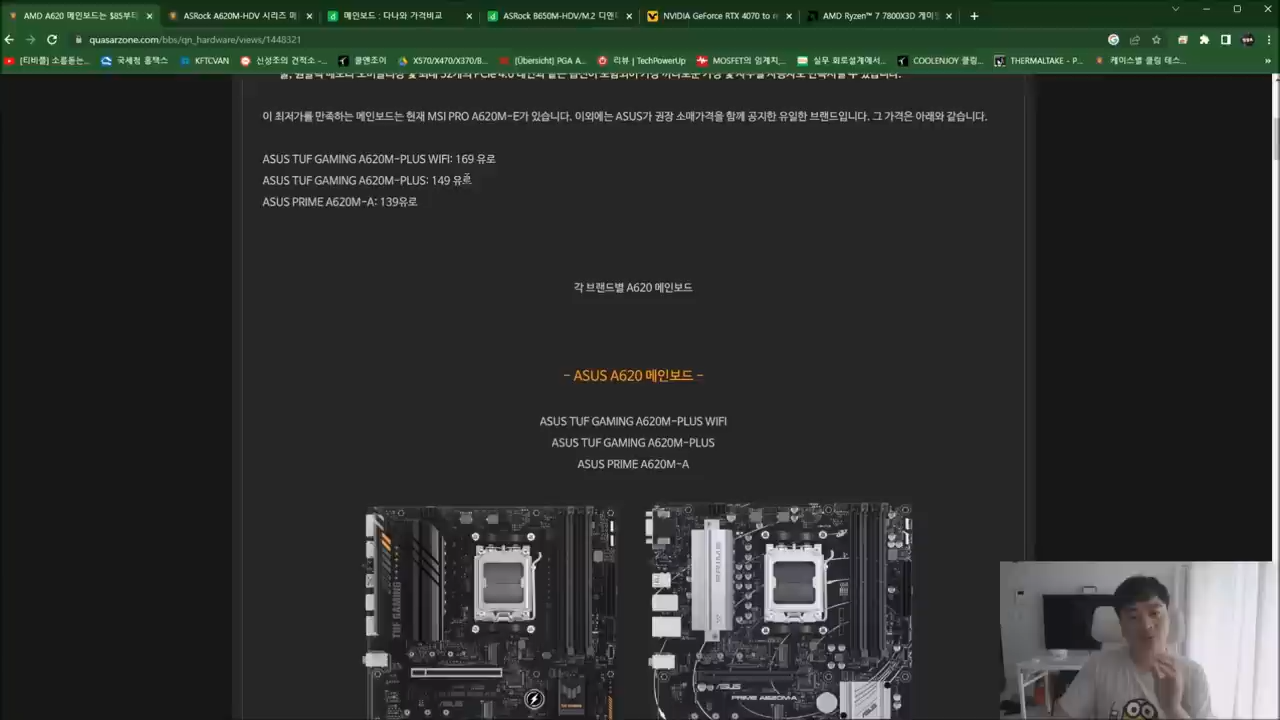 AMD A620 메인보드는 $85부터
ASRock A620M-HDV 시리즈 미
메인보드 : 다나와 가격비교
ASRock B650M-HDV/M.2 디앤디
NVIDIA GeForce RTX 4070 to re
AMD Ryzen™ 7 7800X3D 게이밍
quasarzone.com/bbs/qn_hardware/views/1448321
[티바쿨] 소름돋는...
국세청 홈택스
KFTCVAN
신성조의 견적소 -...
쿨엔조이
X570/X470/X370/B...
[Übersicht] PGA A...
리뷰 | TechPowerUp
MOSFET의 임계치,...
실무 회로설계에서...
COOLENJOY 쿨링...
THERMALTAKE - P...
케이스별 쿨링 테스...
이 최저가를 만족하는 메인보드는 현재 MSI PRO A620M-E가 있습니다. 이외에는 ASUS가 권장 소매가격을 함께 공지한 유일한 브랜드입니다. 그 가격은 아래와 같습니다.
ASUS TUF GAMING A620M-PLUS WIFI: 169 유로
ASUS TUF GAMING A620M-PLUS: 149 유로
ASUS PRIME A620M-A: 139유로
각 브랜드별 A620 메인보드
- ASUS A620 메인보드 -
ASUS TUF GAMING A620M-PLUS WIFI
ASUS TUF GAMING A620M-PLUS
ASUS PRIME A620M-A
TUF GAMING
ASUS
PRIME A620M-A